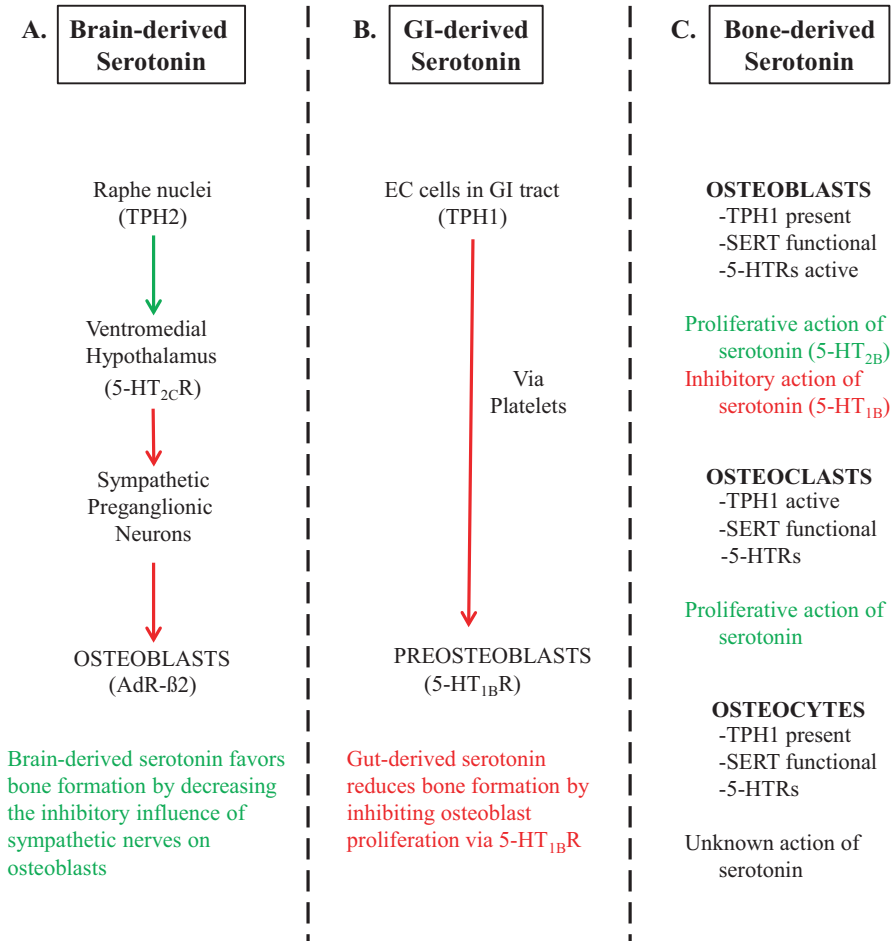 A. Brain-derived
Serotonin
Raphe nuclei
(TPH2)
Ventromedial
Hypothalamus
(5-HT2CR)
Sympathetic
Preganglionic
Neurons
OSTEOBLASTS
(AdR-ß2)
Brain-derived serotonin favors
bone formation by decreasing
the inhibitory influence of
sympathetic nerves on
osteoblasts
B. GI-derived
Serotonin
EC cells in GI tract
(TPH1)
Via
Platelets
PREOSTEOBLASTS
(5-HT1BR)
Gut-derived serotonin
reduces bone formation by
inhibiting osteoblast
proliferation via 5-HT1BR
C. Bone-derived
Serotonin
OSTEOBLASTS
-TPH1 present
-SERT functional
-5-HTRs active
Proliferative action of
serotonin (5-HT2B)
Inhibitory action of
serotonin (5-HT1B)
OSTEOCLASTS
-TPH1 active
-SERT functional
-5-HTRs
Proliferative action of
serotonin
OSTEOCYTES
-TPH1 present
-SERT functional
-5-HTRs
Unknown action of
serotonin